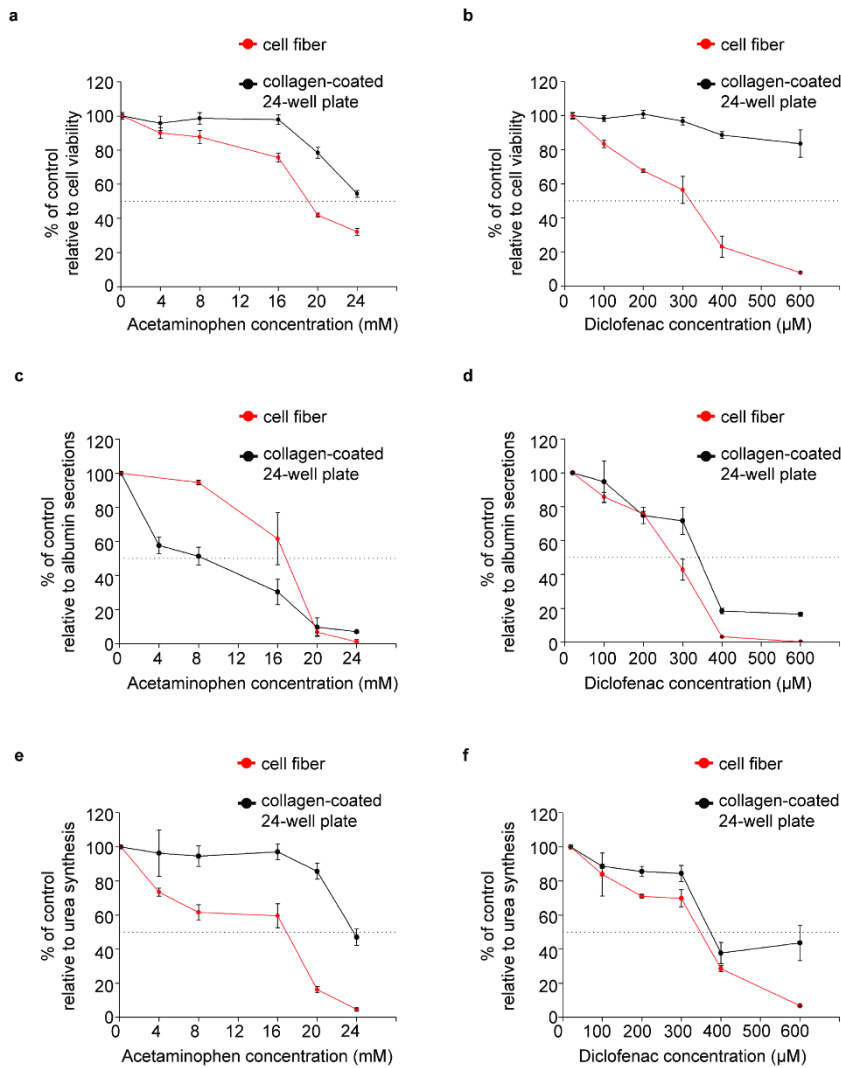 a
cell fiber
collagen-coated
24-well plate
% of control
relative to cell viability
120
100
80
60
40
20
0
0 4 8 12 16 20 24
Acetaminophen concentration (mM)
b
cell fiber
collagen-coated
24-well plate
% of control
relative to cell viability
120
100
80
60
40
20
0
0 100 200 300 400 500 600
Diclofenac concentration (µM)
c
cell fiber
collagen-coated
24-well plate
% of control
relative to albumin secretions
120
100
80
60
40
20
0
0 4 8 12 16 20 24
Acetaminophen concentration (mM)
d
cell fiber
collagen-coated
24-well plate
% of control
relative to albumin secretions
120
100
80
60
40
20
0
0 100 200 300 400 500 600
Diclofenac concentration (µM)
e
cell fiber
collagen-coated
24-well plate
% of control
relative to urea synthesis
120
100
80
60
40
20
0
0 4 8 12 16 20 24
Acetaminophen concentration (mM)
f
cell fiber
collagen-coated
24-well plate
% of control
relative to urea synthesis
120
100
80
60
40
20
0
0 100 200 300 400 500 600
Diclofenac concentration (µM)